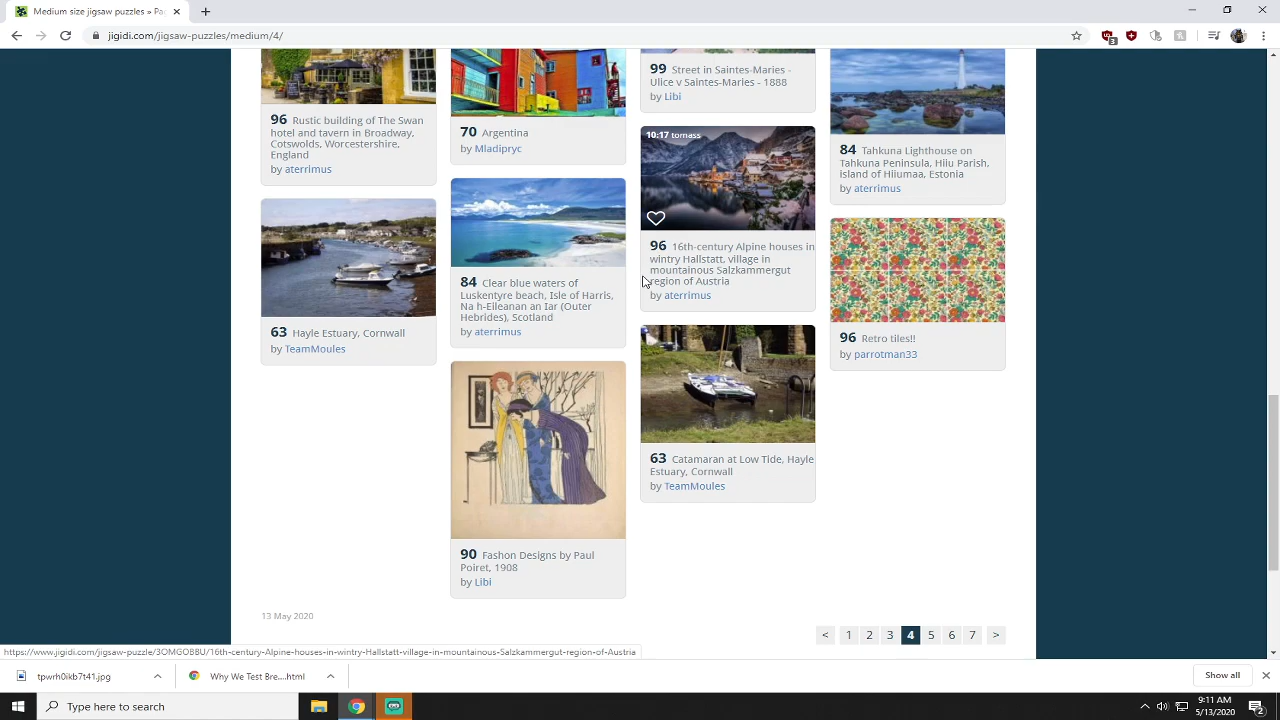 Medium size jigsaw puzzles »
jigidi.com/jigsaw-puzzles/medium/4/
3
96 Rustic building of The Swan
hotel and tavern in Broadway,
Cotswolds, Worcestershire,
England
by aterrimus
63 Hayle Estuary, Cornwall
by TeamMoules
70 Argentina
by Mladipryc
84 Clear blue waters of
Luskentyre beach, Isle of Harris,
Na h-Eileanan an Iar (Outer
Hebrides), Scotland
by aterrimus
90 Fashon Designs by Paul
Poiret, 1908
by Libi
99 Street in Saintes-Maries -
Ulice v Saintes-Maries - 1888
by Libi
10:17 tomass
96 16th-century Alpine houses in
wintry Hallstatt, village in
mountainous Salzkammergut
region of Austria
by aterrimus
63 Catamaran at Low Tide, Hayle
Estuary, Cornwall
by TeamMoules
84 Tahkuna Lighthouse on
Tahkuna Peninsula, Hiiu Parish,
island of Hiiumaa, Estonia
by aterrimus
96 Retro tiles!!
by parrotman33
13 May 2020
< 1 2 3 4 5 6 7 >
https://www.jigidi.com/jigsaw-puzzle/3OMGOBBU/16th-century-Alpine-houses-in-wintry-Hallstatt-village-in-mountainous-Salzkammergut-region-of-Austria
tpwrh0ikb7t41.jpg
Why We Test Bre....html
Show all
Type here to search
9:11 AM
5/13/2020
2